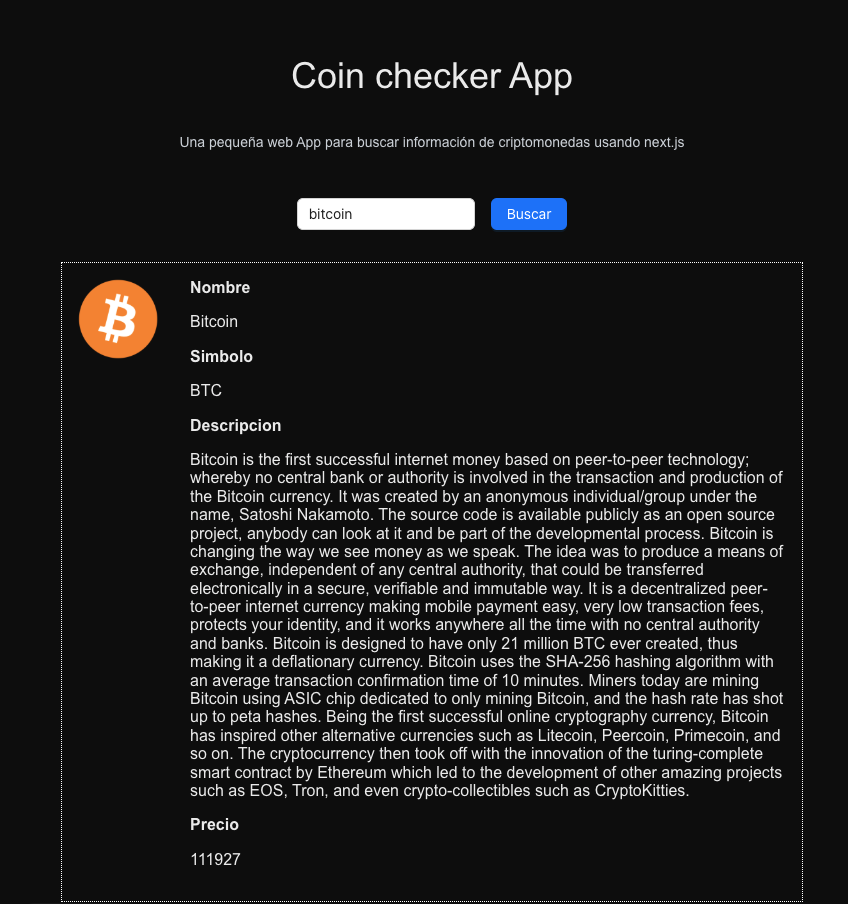 Coin checker App
Una pequeña web App para buscar información de criptomonedas usando next.js
bitcoin
Buscar
Nombre
Bitcoin
Simbolo
BTC
Descripcion
Bitcoin is the first successful internet money based on peer-to-peer technology;
whereby no central bank or authority is involved in the transaction and production of
the Bitcoin currency. It was created by an anonymous individual/group under the
name, Satoshi Nakamoto. The source code is available publicly as an open source
project, anybody can look at it and be part of the developmental process. Bitcoin is
changing the way we see money as we speak. The idea was to produce a means of
exchange, independent of any central authority, that could be transferred
electronically in a secure, verifiable and immutable way. It is a decentralized peer-
to-peer internet currency making mobile payment easy, very low transaction fees,
protects your identity, and it works anywhere all the time with no central authority
and banks. Bitcoin is designed to have only 21 million BTC ever created, thus
making it a deflationary currency. Bitcoin uses the SHA-256 hashing algorithm with
an average transaction confirmation time of 10 minutes. Miners today are mining
Bitcoin using ASIC chip dedicated to only mining Bitcoin, and the hash rate has shot
up to peta hashes. Being the first successful online cryptography currency, Bitcoin
has inspired other alternative currencies such as Litecoin, Peercoin, Primecoin, and
so on. The cryptocurrency then took off with the innovation of the turing-complete
smart contract by Ethereum which led to the development of other amazing projects
such as EOS, Tron, and even crypto-collectibles such as CryptoKitties.
Precio
111927